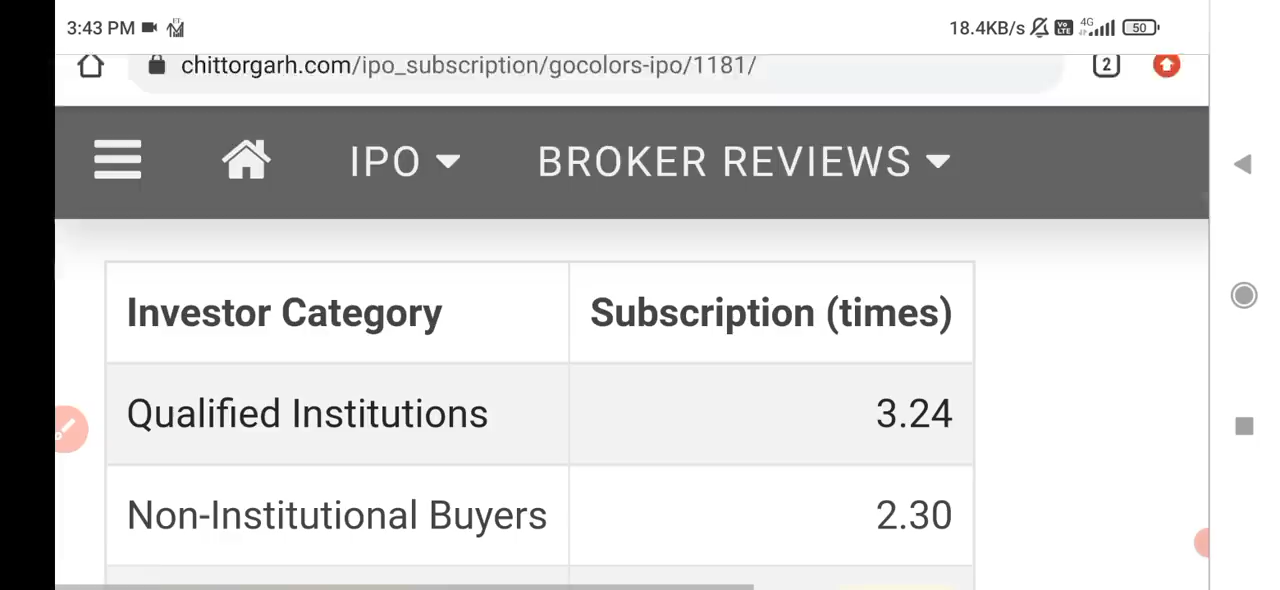 3:43 PM 18.4KB/s 4G 50
chittorgarh.com/ipo_subscription/gocolors-ipo/1181/ 2
IPO BROKER REVIEWS
Investor Category Subscription (times)
Qualified Institutions 3.24
Non-Institutional Buyers 2.30